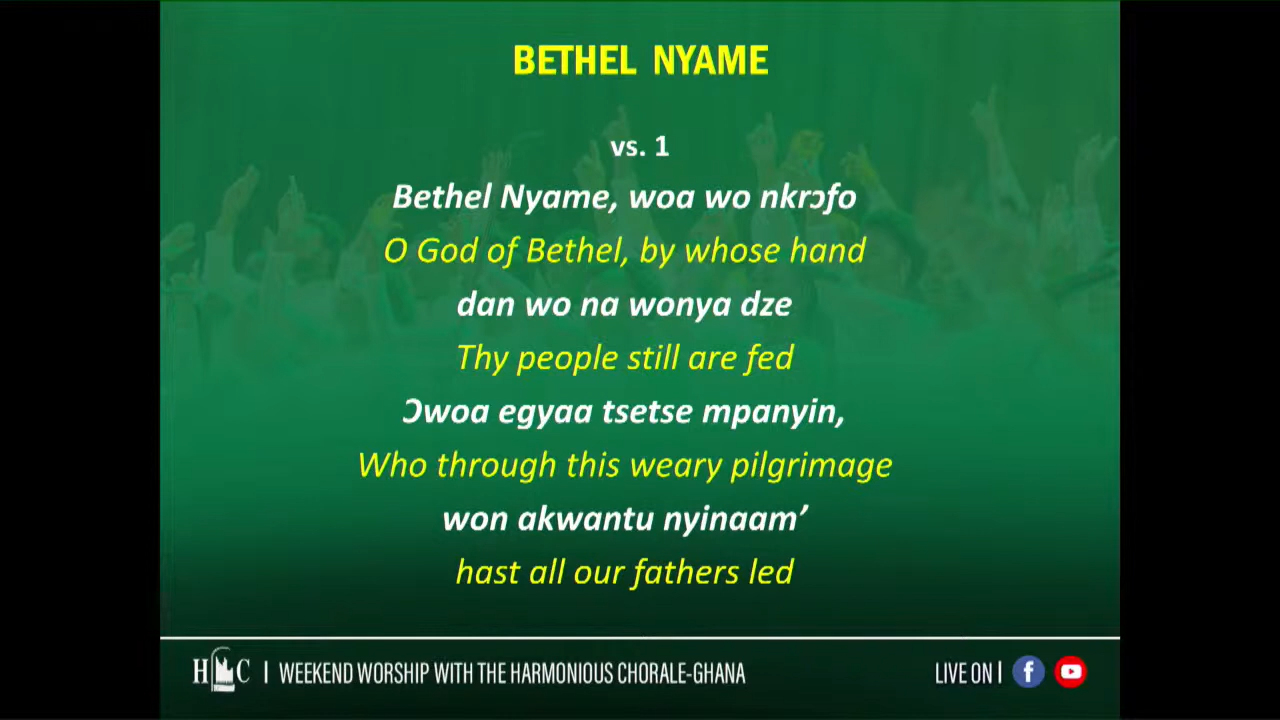 BETHEL NYAME
vs. 1
Bethel Nyame, woa wo nkrɔfo
O God of Bethel, by whose hand
dan wo na wonya dze
Thy people still are fed
Ɔwoa egyaa tsetse mpanyin,
Who through this weary pilgrimage
won akwantu nyinaam’
hast all our fathers led
H C | WEEKEND WORSHIP WITH THE HARMONIOUS CHORALE-GHANA
LIVE ON |